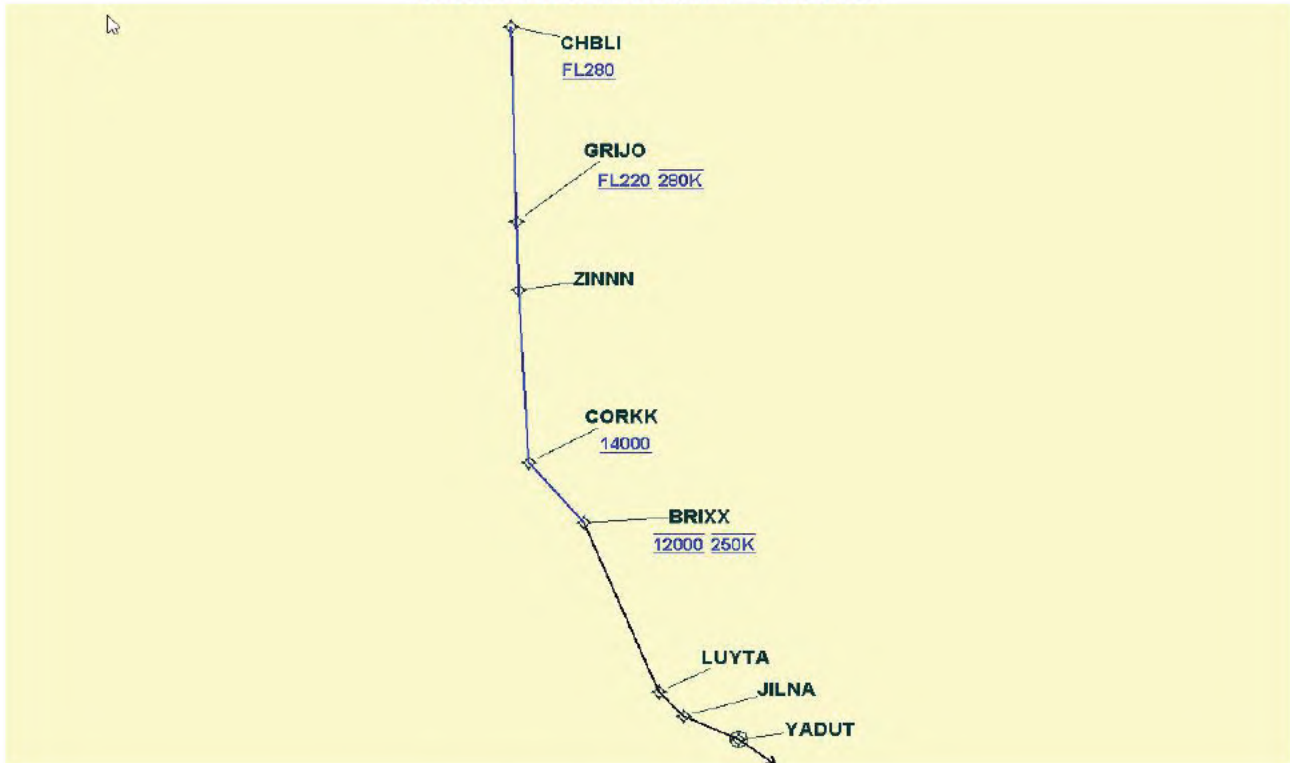 CHBLI
FL280
GRIJO
FL220 280K
ZINNN
CORKK
14000
BRIXX
12000 250K
LUYTA
JILNA
YADUT